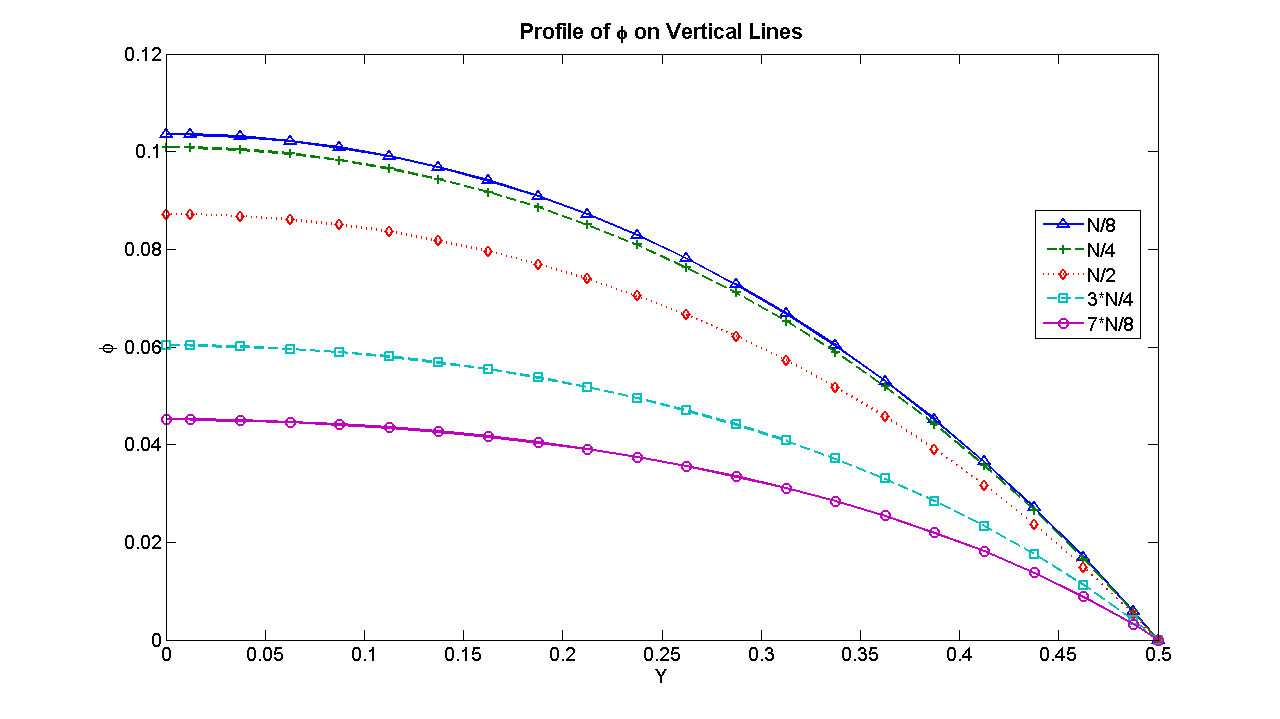 Profile of ϕ on Vertical Lines
0.12
0.1
0.08
0.06
0.04
0.02
0
ϕ
N/8
N/4
N/2
3*N/4
7*N/8
0 0.05 0.1 0.15 0.2 0.25 0.3 0.35 0.4 0.45 0.5
Y